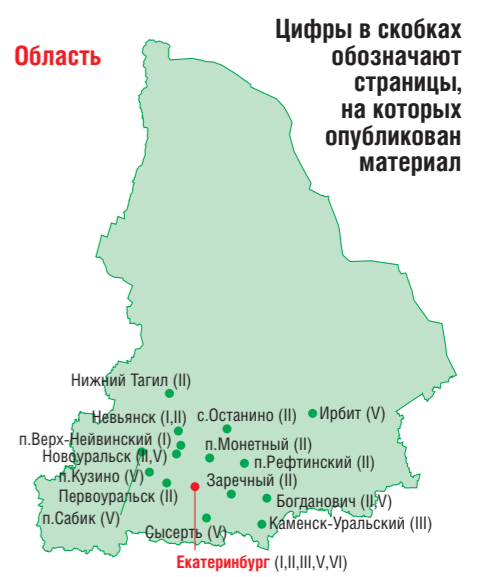 Цифры в скобках
обозначают
страницы,
на которых
опубликован
материал
Область
Нижний Тагил (II)
Невьянск (I,II)
с.Останино (II)
Ирбит (V)
п.Верх-Нейвинский (I)
п.Монетный (II)
Новоуральск (II,V)
п.Рефтинский (II)
п.Кузино (V)
Заречный (II)
Первоуральск (II)
Богданович (II,V)
п.Сабик (V)
Каменск-Уральский (III)
Сысерть (V)
Екатеринбург (I,II,III,V,VI)